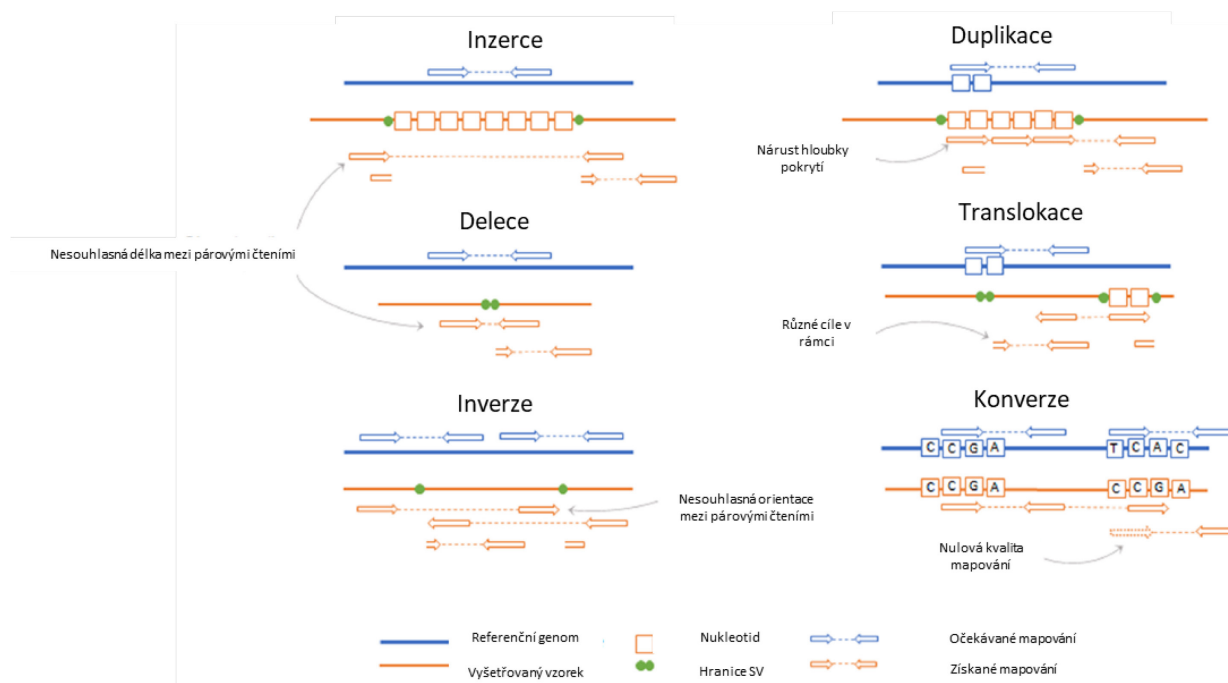 Inzerce
Duplikace
Nárust hloubky
pokrytí
Delece
Translokace
Nesouhlasná délka mezi párovými čteními
Různé cíle v
rámci
Inverze
Konverze
C C G A
T C A C
C C G A
C C G A
Nesouhlasná orientace
mezi párovými čteními
Nulová kvalita
mapování
Referenční genom
Nukleotid
Očekávané mapování
Vyšetřovaný vzorek
Hranice SV
Získané mapování